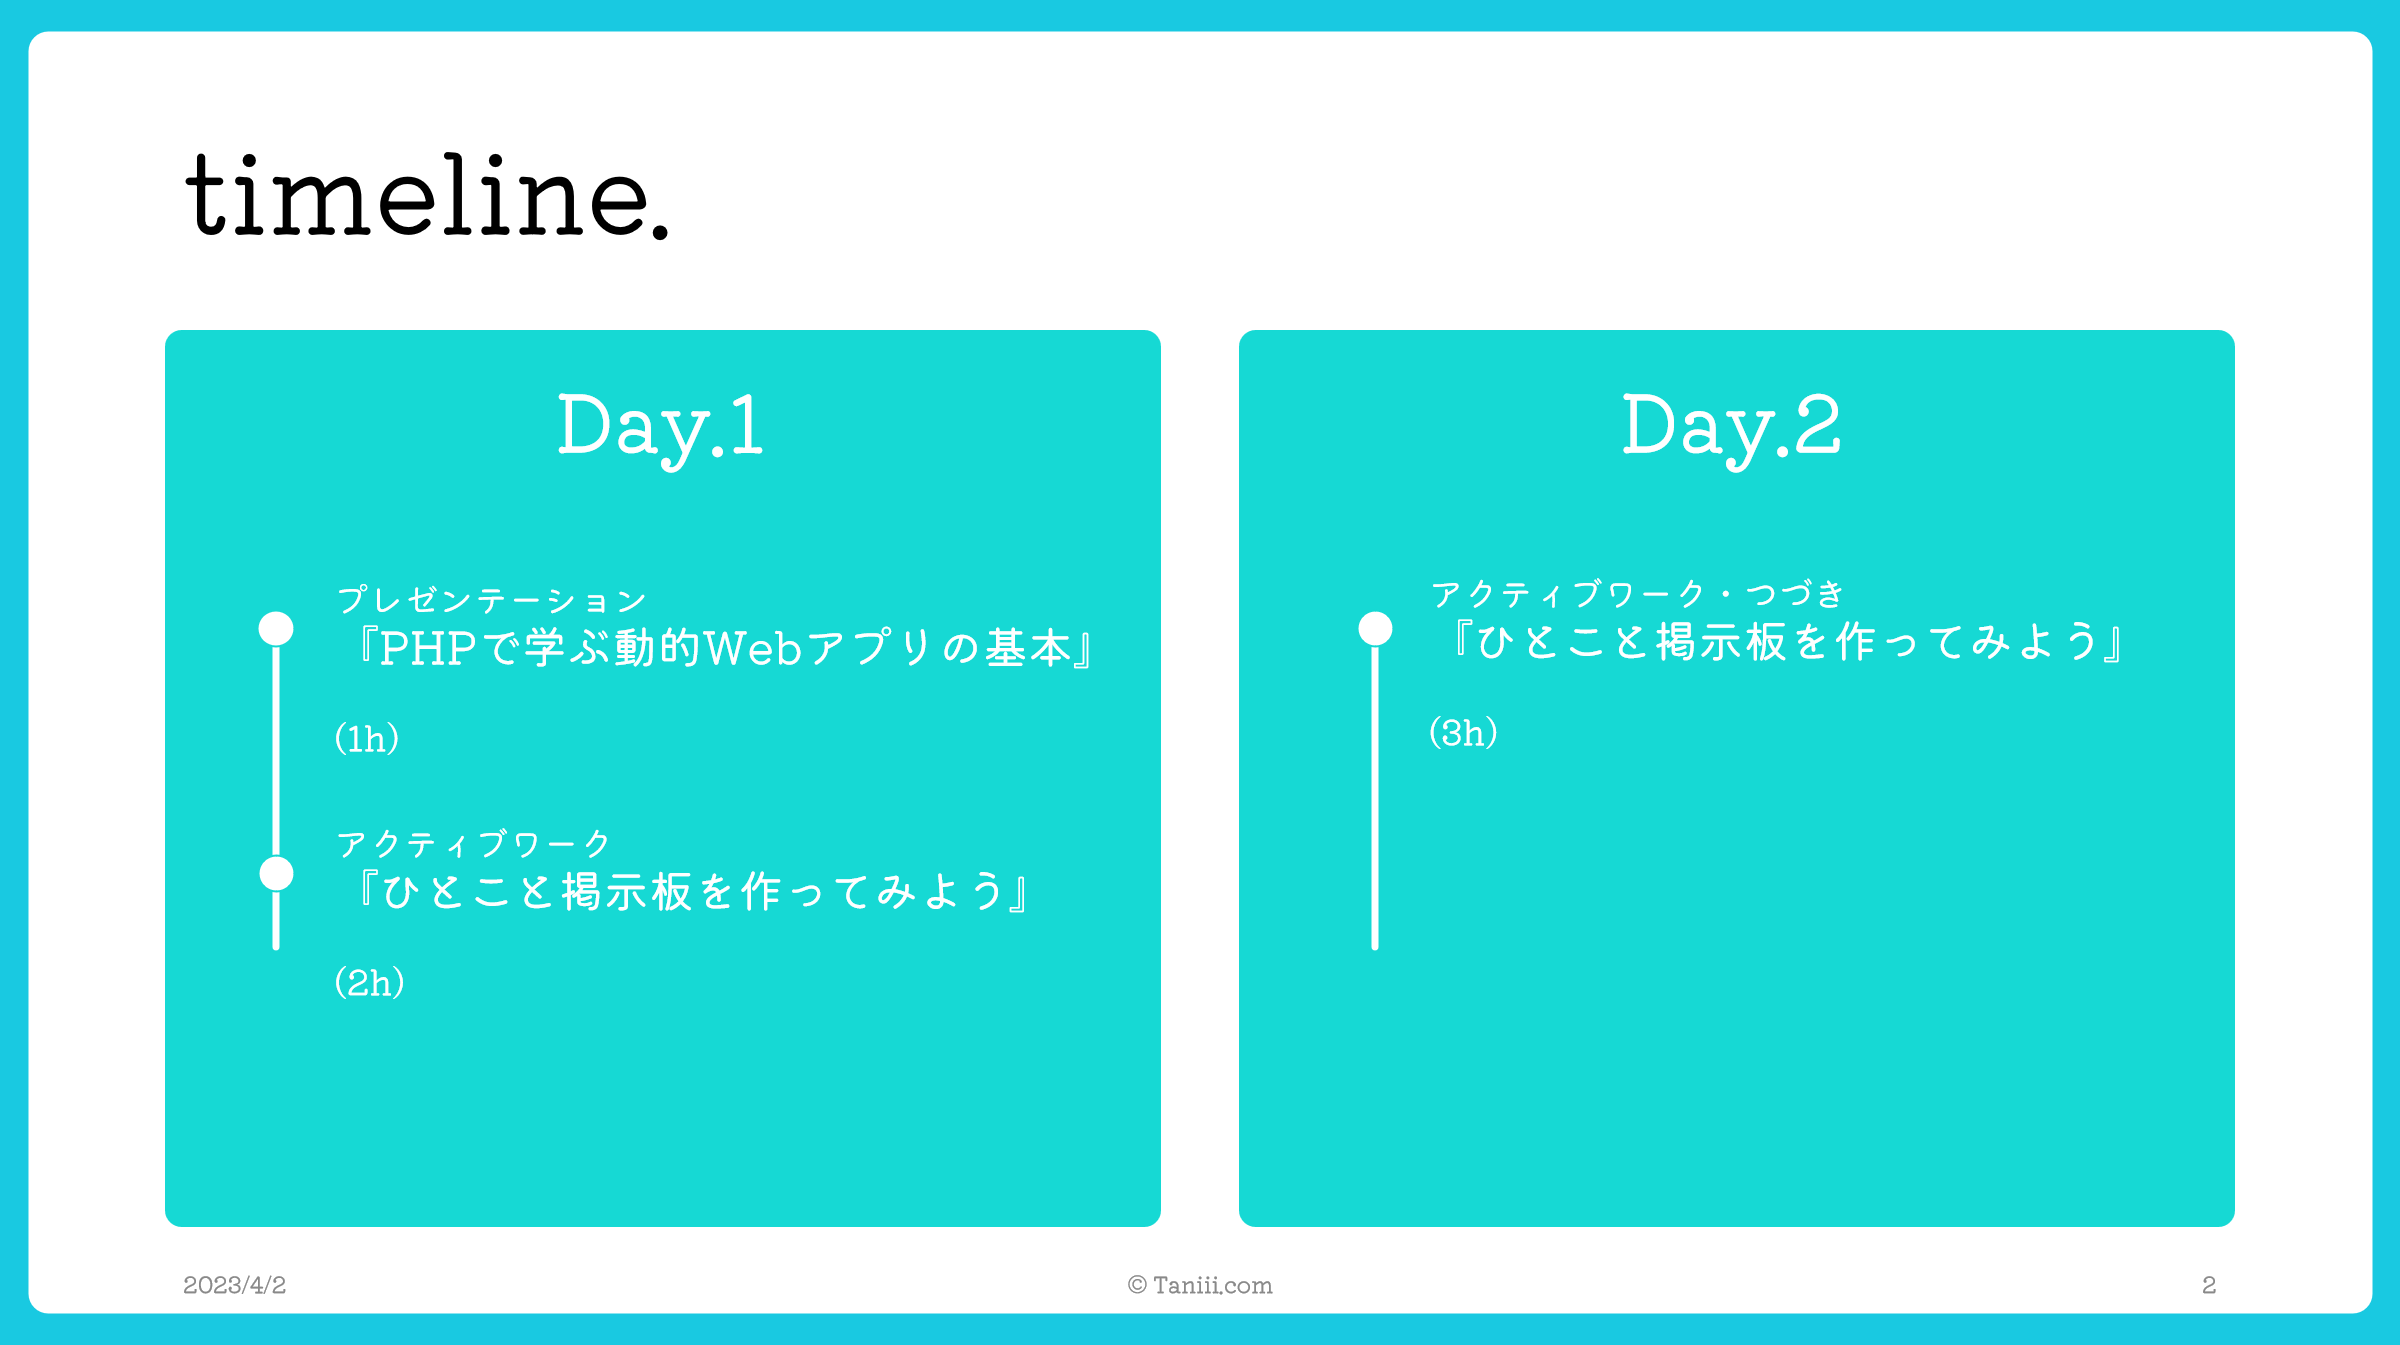 timeline.
Day.1
プレゼンテーション
『PHPで学ぶ動的Webアプリの基本』
(1h)
アクティブワーク
『ひとこと掲示板を作ってみよう』
(2h)
Day.2
アクティブワーク・つづき
『ひとこと掲示板を作ってみよう』
(3h)
2023/4/2
© Taniii.com
2